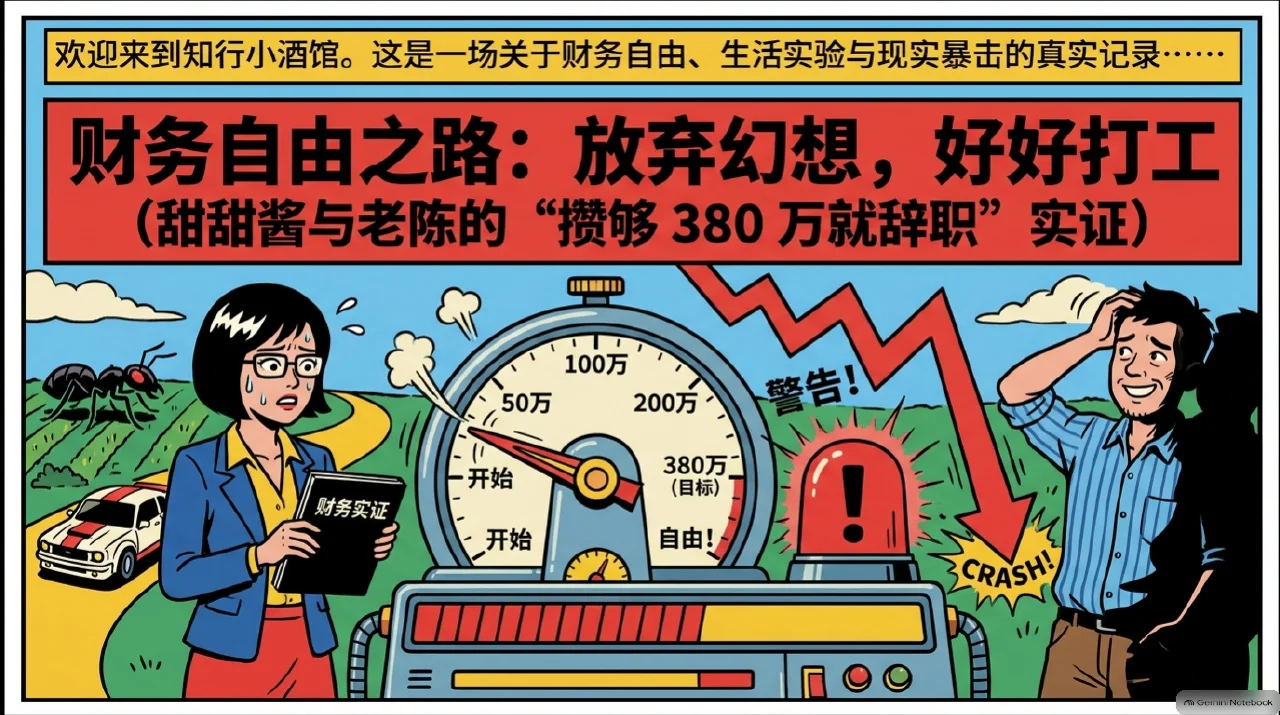 欢迎来到知行小酒馆。这是一场关于财务自由、生活实验与现实暴击的真实记录……
财务自由之路：放弃幻想，好好打工
（甜甜酱与老陈的“攒够 380 万就辞职”实证）
100万
50万
200万
开始
380万
（目标）
开始
自由！
警告！
!
CRASH!
财务实证
Gemini Notebook